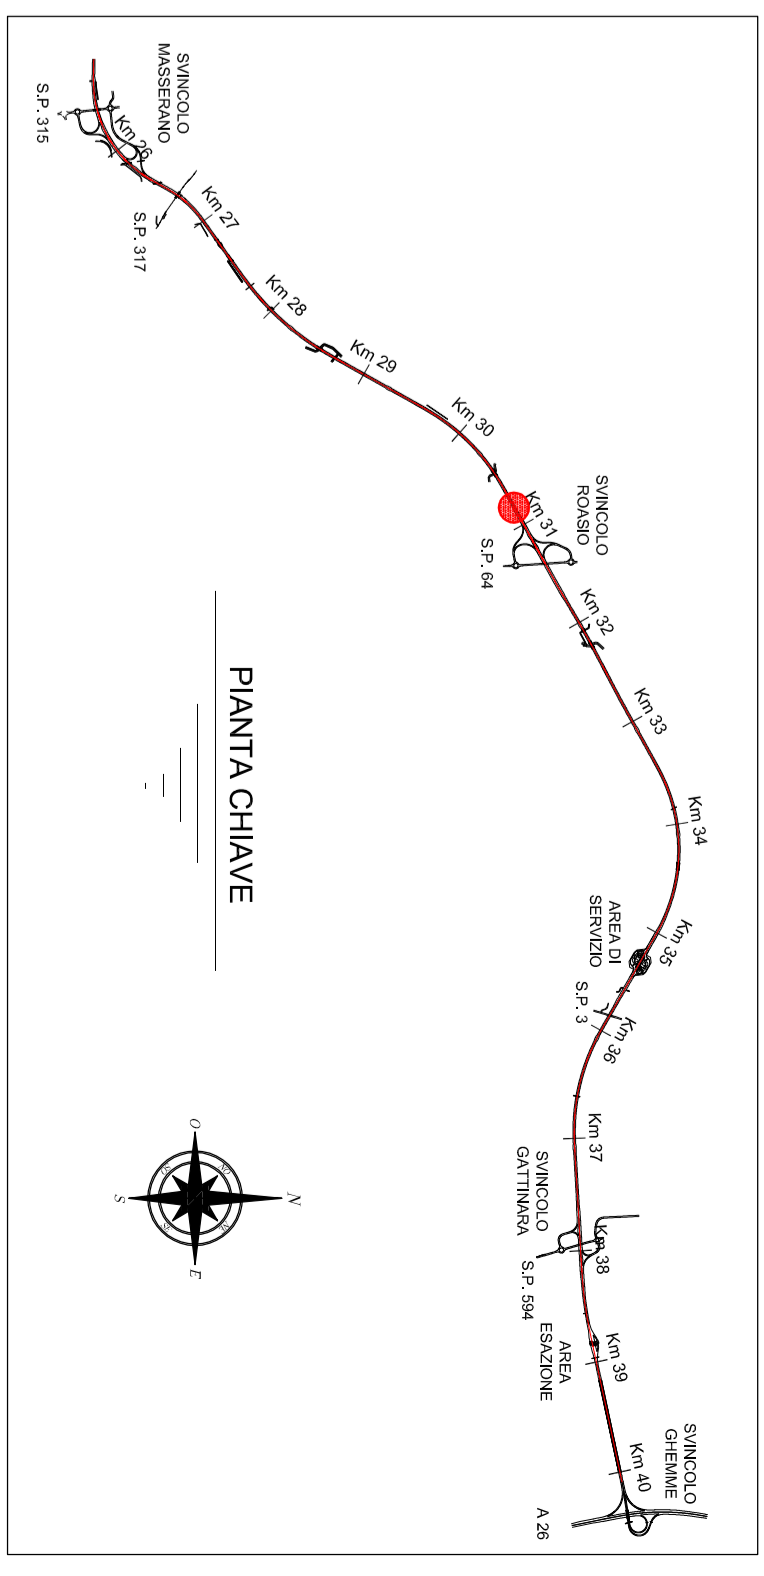 SVINCOLO
MASSERANO
S.P. 315
Km 26
S.P. 317
Km 27
Km 28
Km 29
Km 30
SVINCOLO
ROASIO
Km 31
S.P. 64
Km 32
Km 33
Km 34
Km 35
AREA DI
SERVIZIO
S.P. 3
Km 36
Km 37
SVINCOLO
GATTINARA
Km 38
S.P. 594
AREA
ESAZIONE
Km 39
SVINCOLO
GHEMME
Km 40
A 26
PIANTA CHIAVE
O
N
S
E
NO
SO